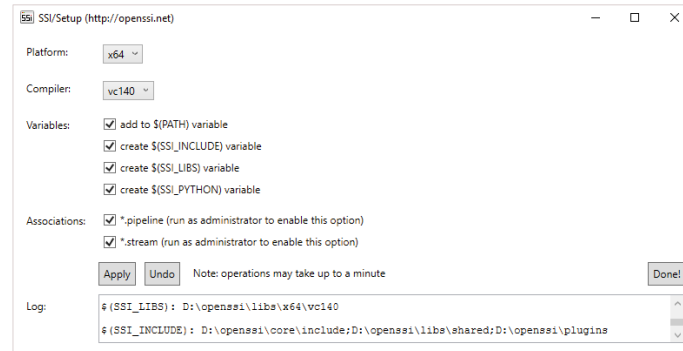 SSi SSI/Setup (http://openssi.net)
Platform: x64
Compiler: vc140
Variables: add to $(PATH) variable
create $(SSI_INCLUDE) variable
create $(SSI_LIBS) variable
create $(SSI_PYTHON) variable
Associations: *.pipeline (run as administrator to enable this option)
*.stream (run as administrator to enable this option)
Apply Undo Note: operations may take up to a minute Done!
Log: $(SSI_LIBS): D:\openssi\libs\x64\vc140
$(SSI_INCLUDE): D:\openssi\core\include;D:\openssi\libs\shared;D:\openssi\plugins